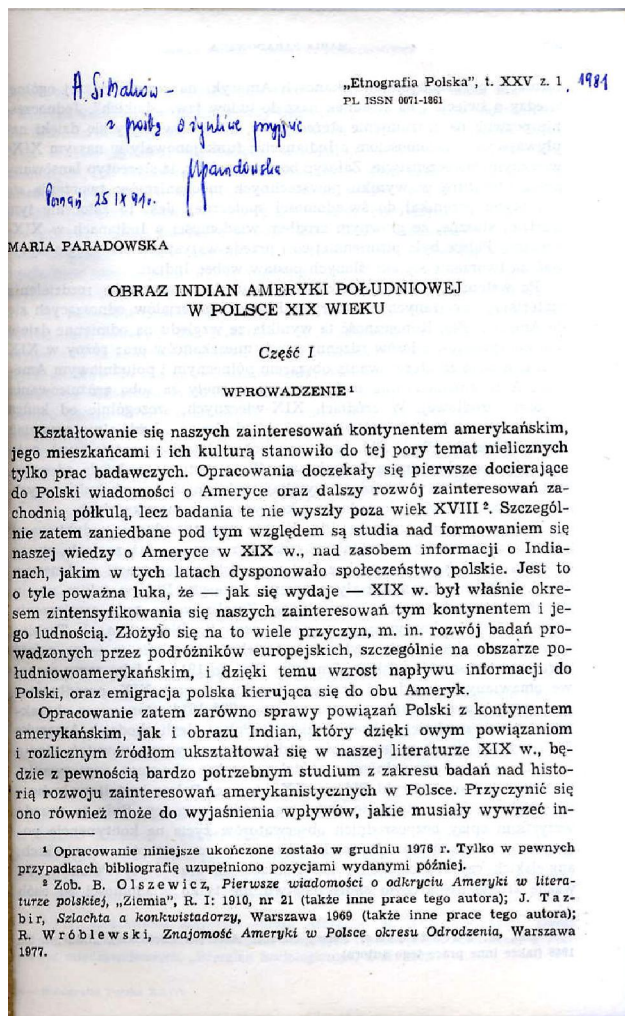 A. Simaków –
z prośbą o życzliwe przyjęcie
MParadowska
Poznań 25 IX 91 r.
„Etnografia Polska”, t. XXV z. 1, 1981
PL ISSN 0071-1861
MARIA PARADOWSKA
OBRAZ INDIAN AMERYKI POŁUDNIOWEJ
W POLSCE XIX WIEKU
Część I
WPROWADZENIE ¹
Kształtowanie się naszych zainteresowań kontynentem amerykańskim,
jego mieszkańcami i ich kulturą stanowiło do tej pory temat nielicznych
tylko prac badawczych. Opracowania doczekały się pierwsze docierające
do Polski wiadomości o Ameryce oraz dalszy rozwój zainteresowań za-
chodnią półkulą, lecz badania te nie wyszły poza wiek XVIII ². Szczegól-
nie zatem zaniedbane pod tym względem są studia nad formowaniem się
naszej wiedzy o Ameryce w XIX w., nad zasobem informacji o India-
nach, jakim w tych latach dysponowało społeczeństwo polskie. Jest to
o tyle poważna luka, że — jak się wydaje — XIX w. był właśnie okre-
sem zintensyfikowania się naszych zainteresowań tym kontynentem i je-
go ludnością. Złożyło się na to wiele przyczyn, m. in. rozwój badań pro-
wadzonych przez podróżników europejskich, szczególnie na obszarze po-
łudniowoamerykańskim, i dzięki temu wzrost napływu informacji do
Polski, oraz emigracja polska kierująca się do obu Ameryk.
Opracowanie zatem zarówno sprawy powiązań Polski z kontynentem
amerykańskim, jak i obrazu Indian, który dzięki owym powiązaniom
i rozlicznym źródłom ukształtował się w naszej literaturze XIX w., bę-
dzie z pewnością bardzo potrzebnym studium z zakresu badań nad histo-
rią rozwoju zainteresowań amerykanistycznych w Polsce. Przyczynić się
ono również może do wyjaśnienia wpływów, jakie musiały wywrzeć in-
¹ Opracowanie niniejsze ukończone zostało w grudniu 1976 r. Tylko w pewnych
przypadkach bibliografię uzupełniono pozycjami wydanymi później.
² Zob. B. Olszewicz, Pierwsze wiadomości o odkryciu Ameryki w litera-
turze polskiej, „Ziemia”, R. I: 1910, nr 21 (także inne prace tego autora); J. Taz-
bir, Szlachta a konkwistadorzy, Warszawa 1969 (także inne prace tego autora);
R. Wróblewski, Znajomość Ameryki w Polsce okresu Odrodzenia, Warszawa
1977.